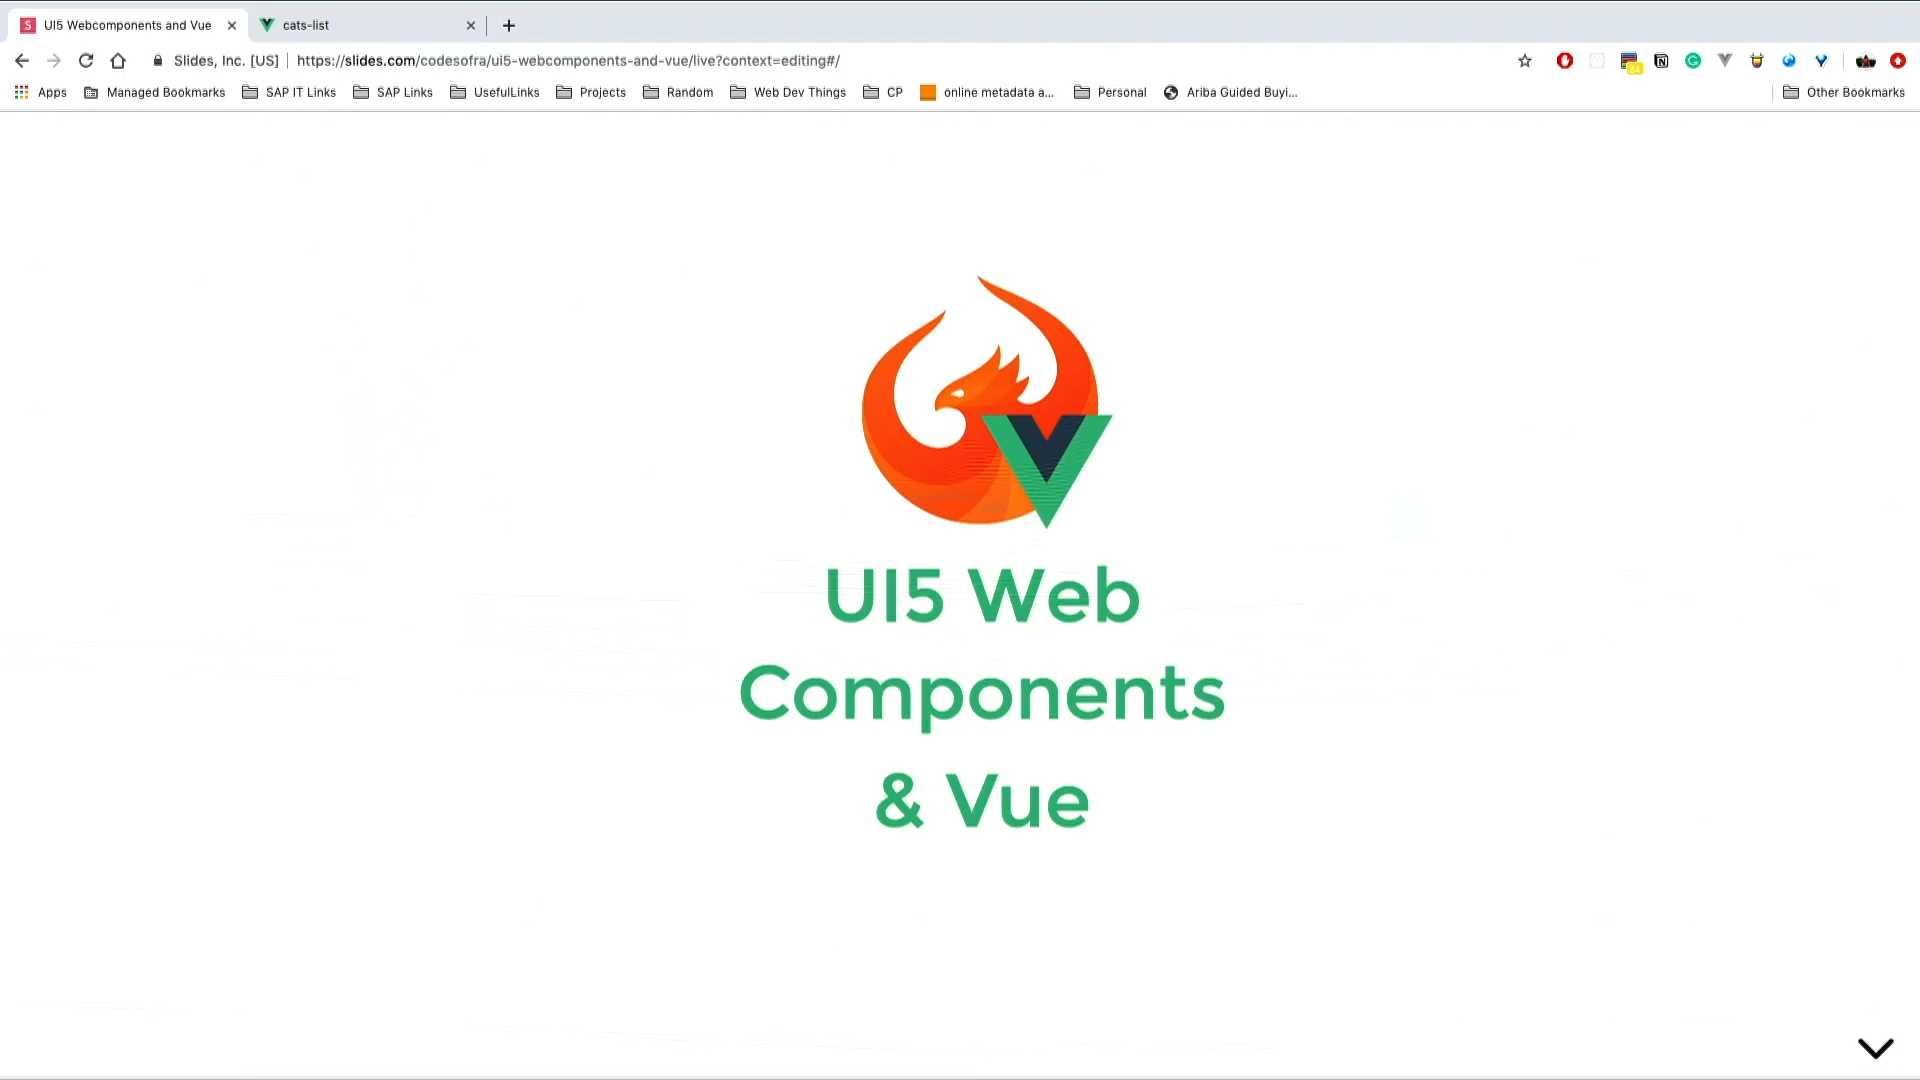 UI5 Webcomponents and Vue
cats-list
Slides, Inc. [US]
https://slides.com/codesofra/ui5-webcomponents-and-vue/live?context=editing#/
24
Apps
Managed Bookmarks
SAP IT Links
SAP Links
UsefulLinks
Projects
Random
Web Dev Things
CP
online metadata a...
Personal
Ariba Guided Buyi...
Other Bookmarks
UI5 Web
Components
& Vue